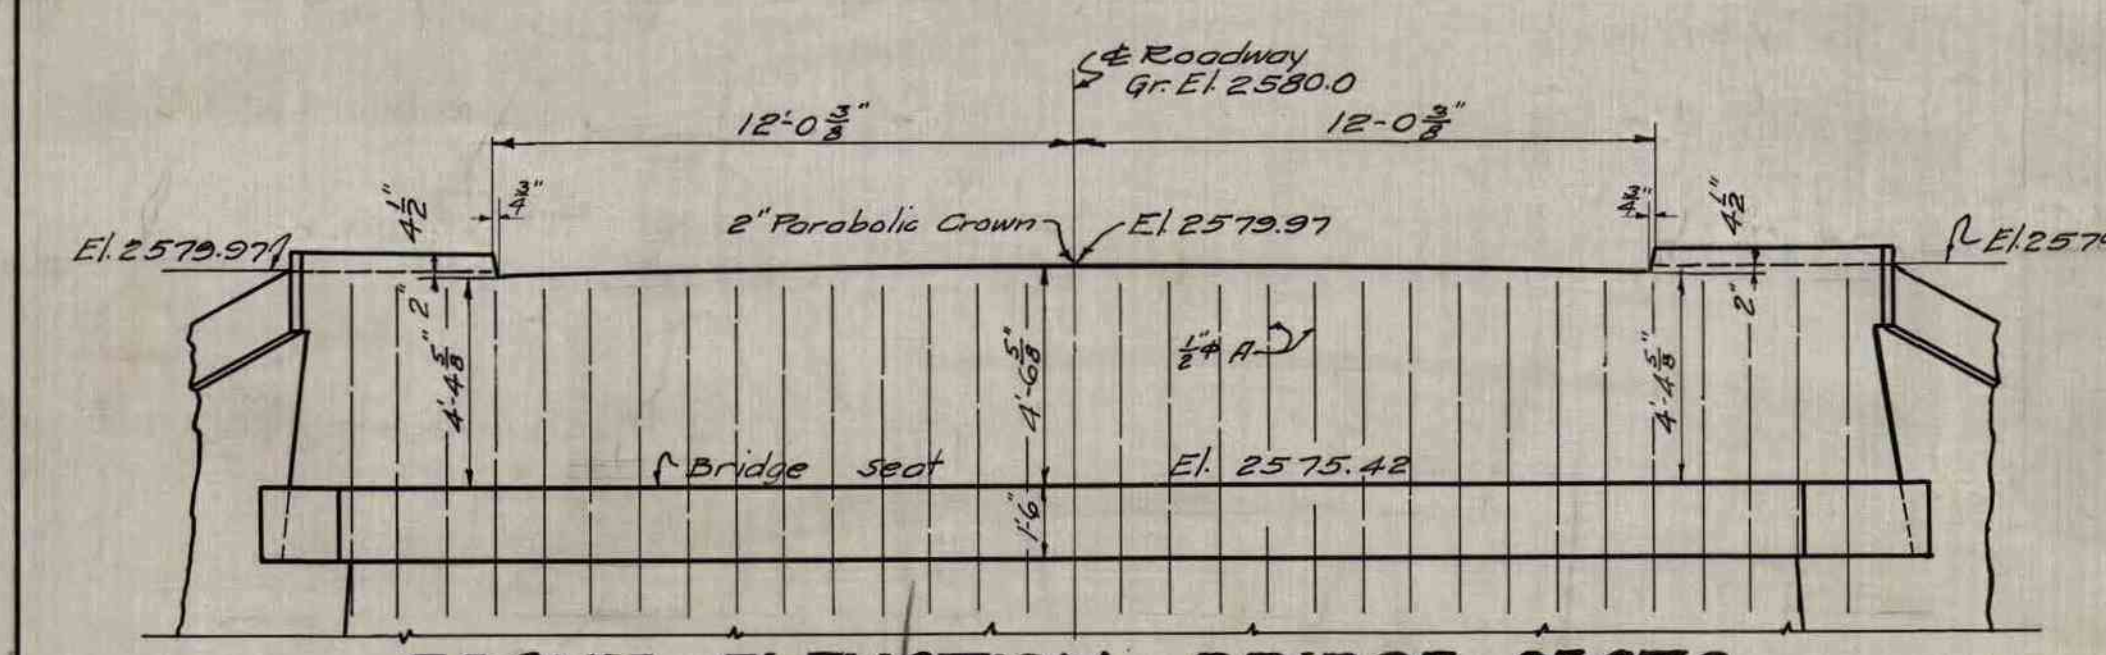 ℄ Roadway
Gr. El. 2580.0
12'-0 3/8"
12-0 3/8"
4 1/2"
3/4"
2" Parabolic Crown
El. 2579.97
3/4"
4 1/2"
El. 2579.97
El. 2579
2"
2"
4'-4 5/8"
4'-6 5/8"
1/2"ϕ A
4'-4 5/8"
Bridge seat
El. 2575.42
1'-6"